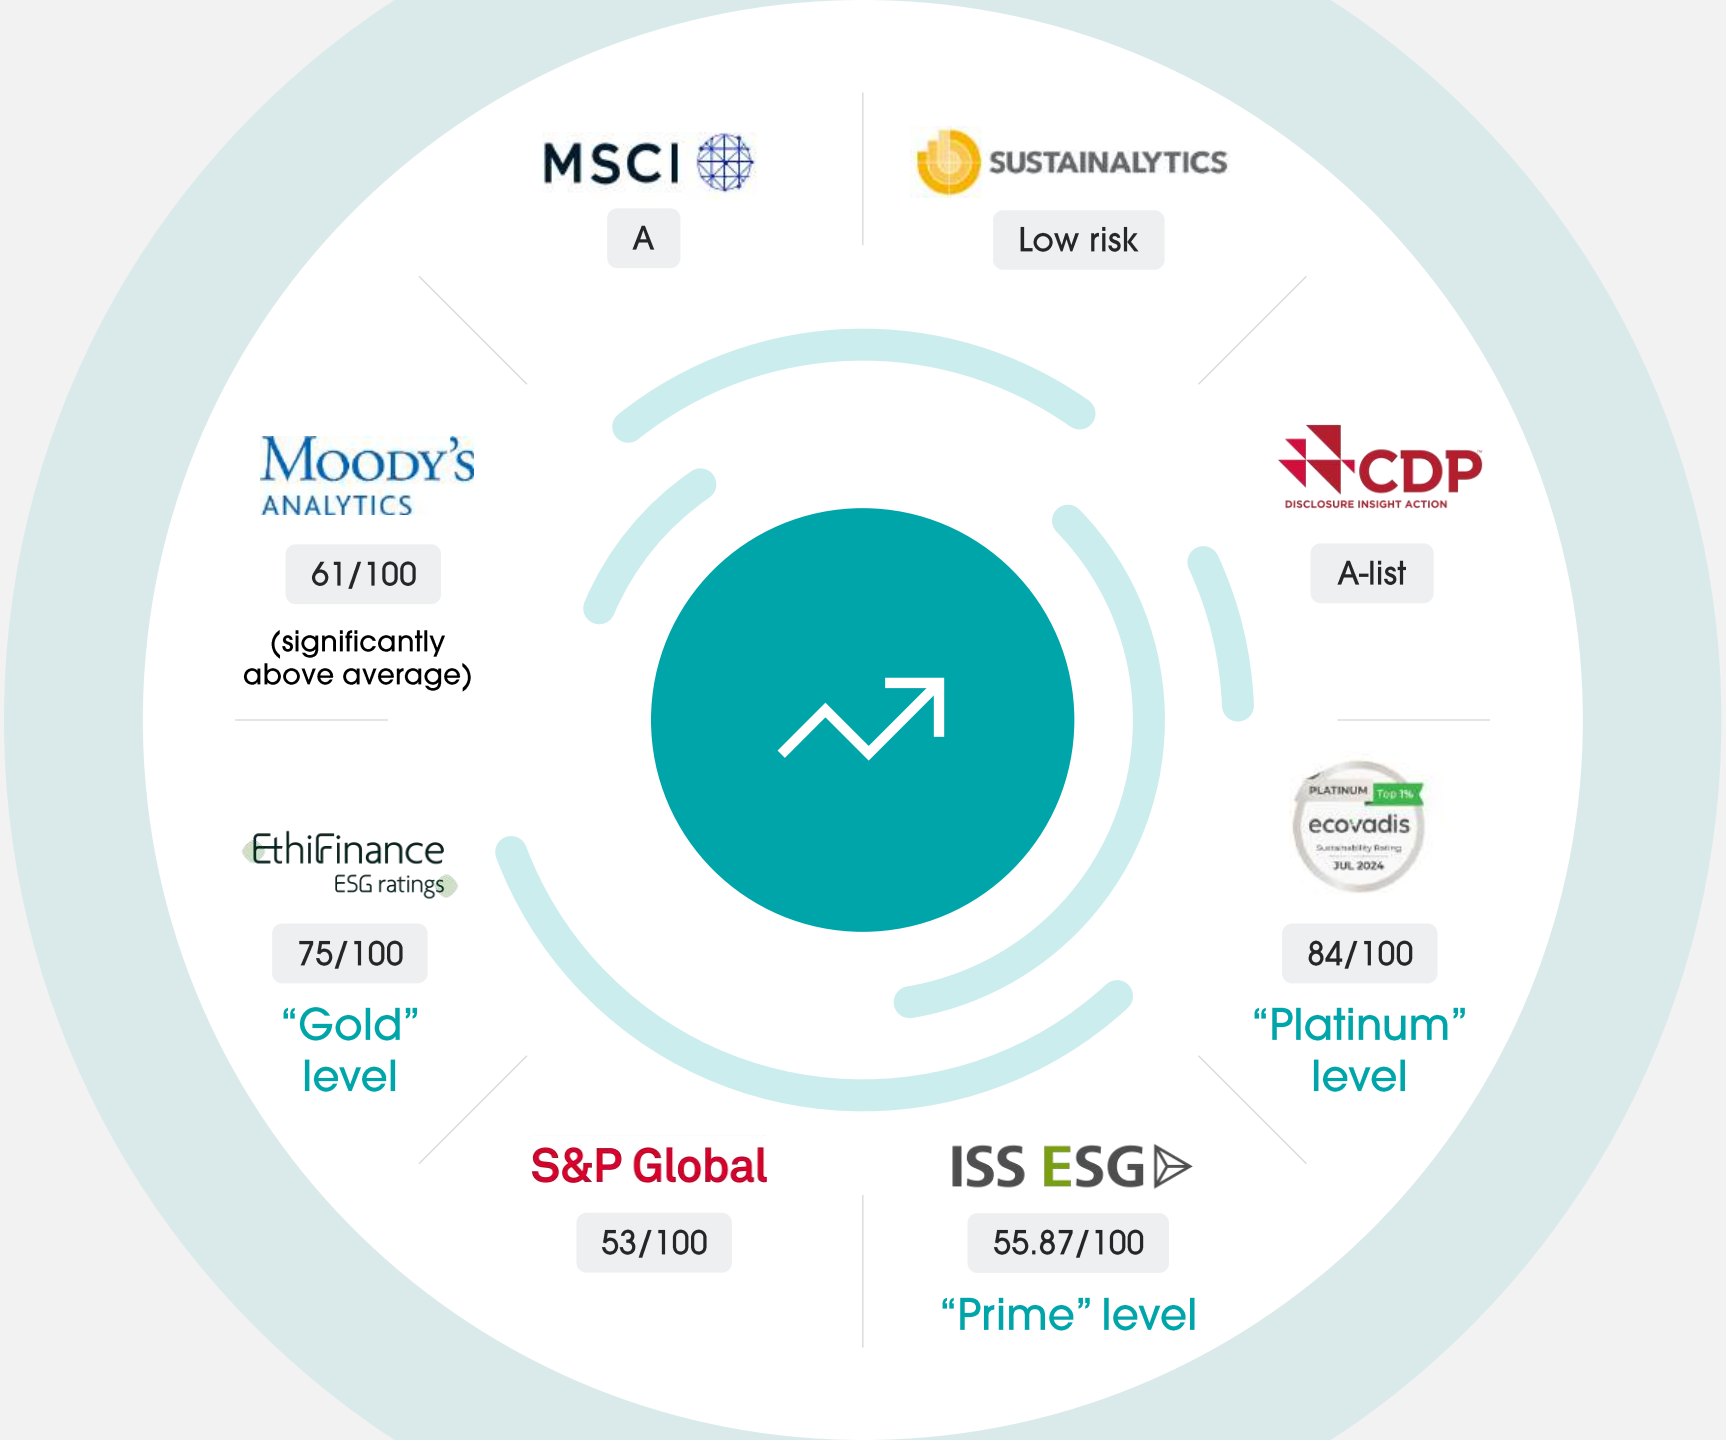 MSCI
A
SUSTAINALYTICS
Low risk
CDP
DISCLOSURE INSIGHT ACTION
A-list
PLATINUM Top 1%
ecovadis
Sustainability Rating
JUL 2024
84/100
“Platinum”
level
ISS ESG
55.87/100
“Prime” level
S&P Global
53/100
EthiFinance
ESG ratings
75/100
“Gold”
level
MOODY’S
ANALYTICS
61/100
(significantly
above average)